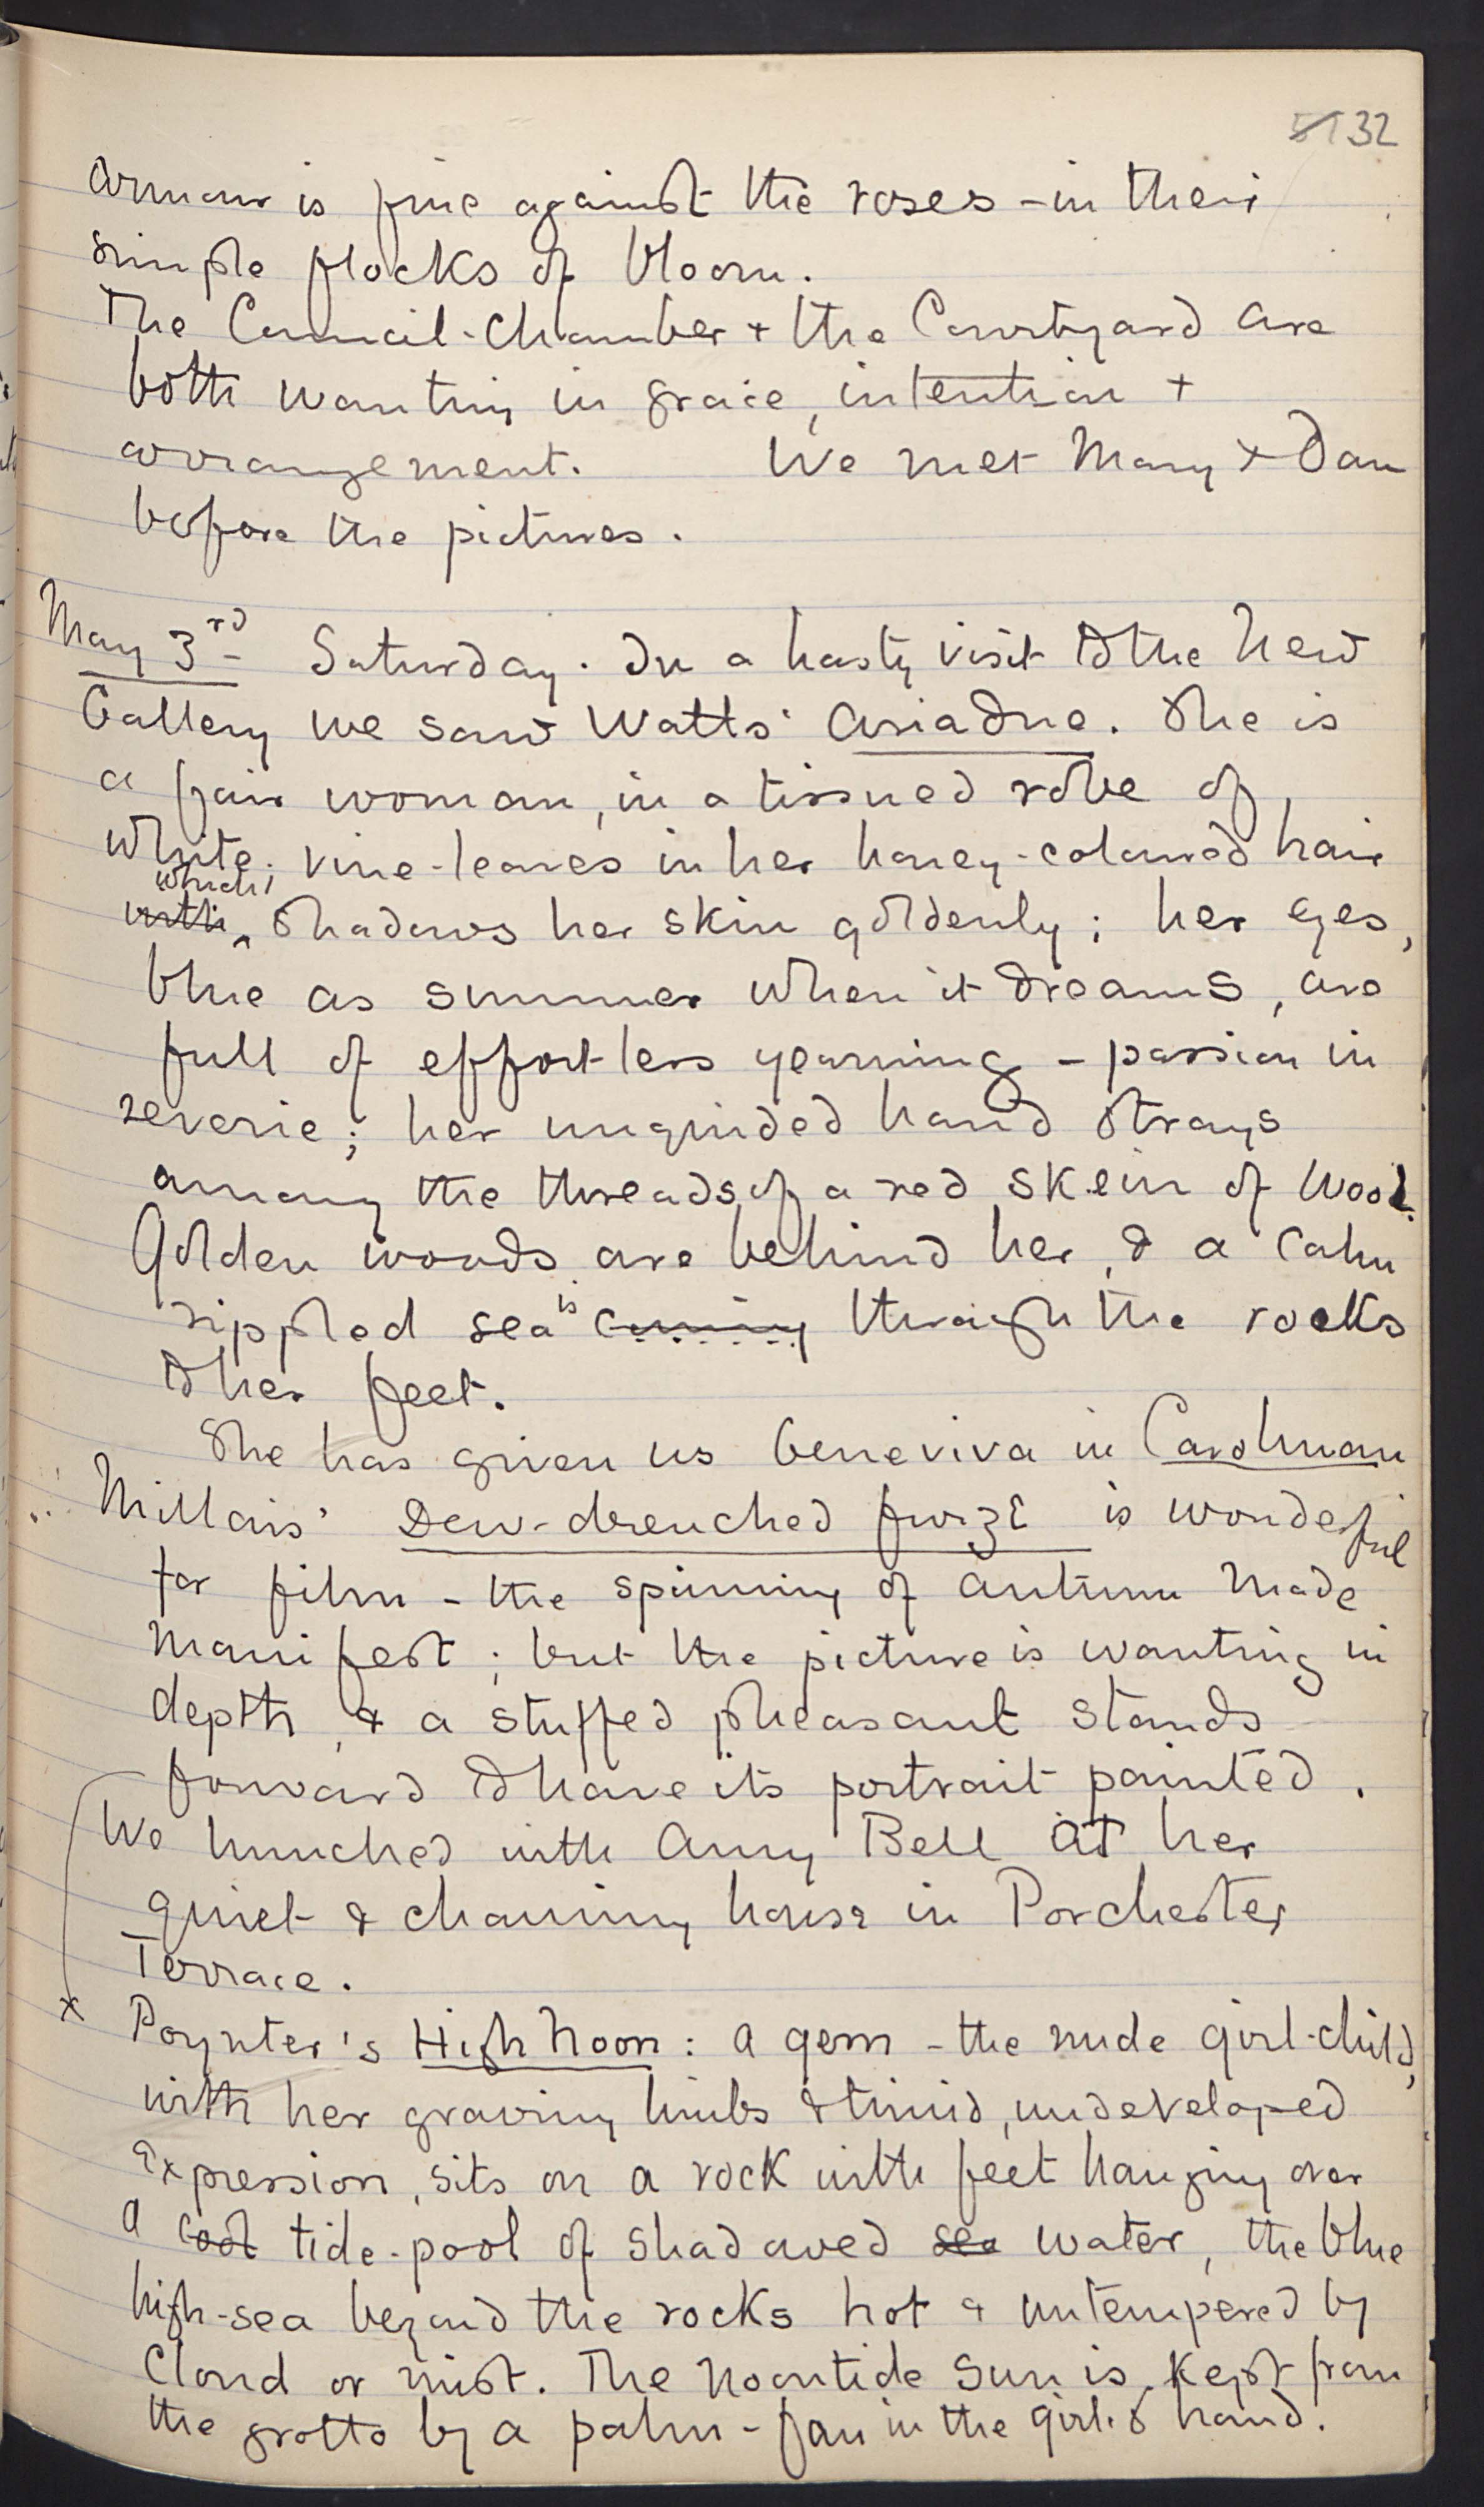 51 32
armour is fine against the roses – in their
simple flocks of bloom.
The Council-Chamber + the Courtyard are
both wanting in grace, intention +
arrangement. We met Mary + Dan
before the pictures.
May 3rd Saturday. In a hasty visit to the New
Gallery we saw Watts' Ariadne. She is
a fair woman, in a tissued robe of
white; vine-leaves in her honey-coloured hair
with which shadows her skin goldenly; her eyes,
blue as summer when it dreams, are
full of effort-less yearning – passion in
reverie; her unguided hand strays
among the threads of a red skein of wool.
Golden woods are behind her, & a calm
rippled sea is coming through the rocks
to her feet.
She has given us Geneviva in Carloman
Millais' Dew-drenched furze is wonderful
for film – the spinning of autumn made
manifest; but the picture is wanting in
depth, & a stuffed pheasant stands
forward to have its portrait painted.
We lunched with Amy Bell at her
quiet & charming house in Porchester
Terrace.
x Poynter's High Noon: a gem – the nude girl-child,
with her growing limbs & timid, undeveloped
expression, sits on a rock with feet hanging over
a cool tide-pool of shadowed sea water, the blue
high-sea beyond the rocks hot & untempered by
cloud or mist. The noontide sun is kept from
the grotto by a palm-fan in the girl's hand.